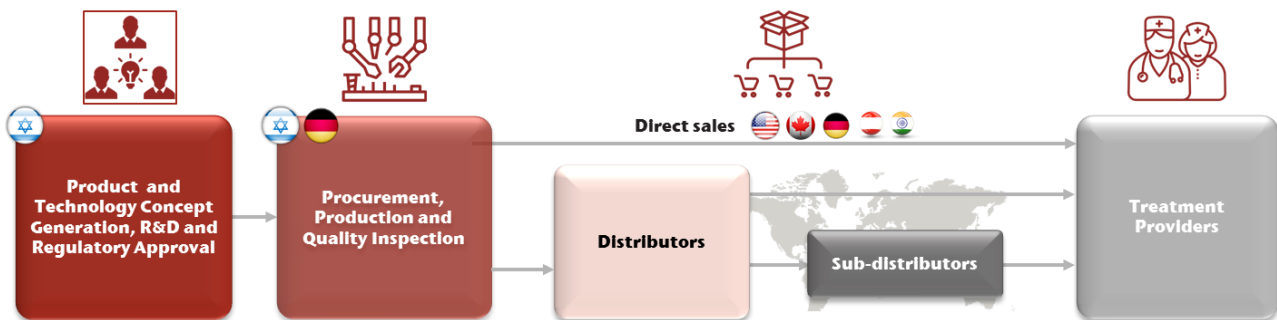 Direct sales
Product and
Technology Concept
Generation, R&D and
Regulatory Approval
Procurement,
Production and
Quality Inspection
Distributors
Sub-distributors
Treatment
Providers